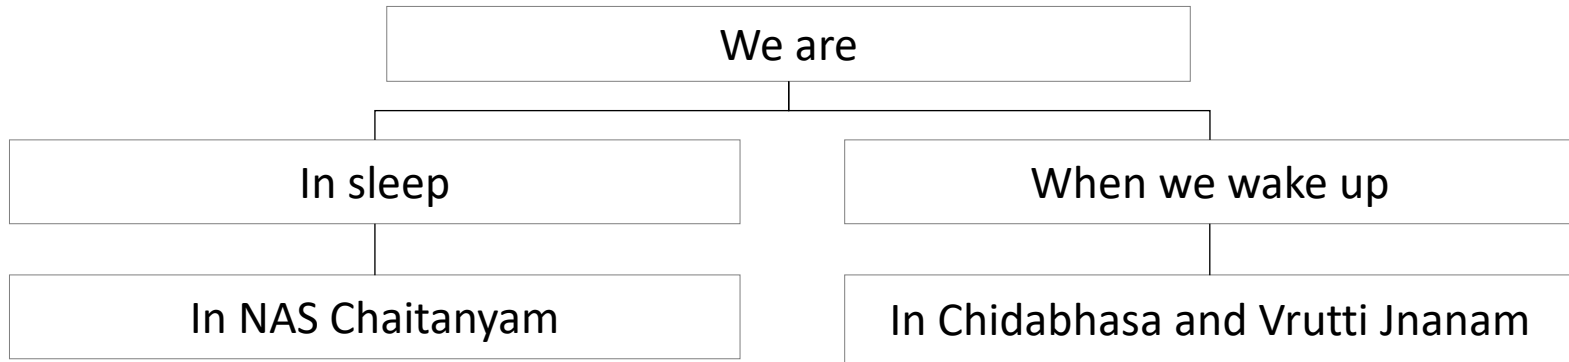 We are
In sleep
When we wake up
In NAS Chaitanyam
In Chidabhasa and Vrutti Jnanam